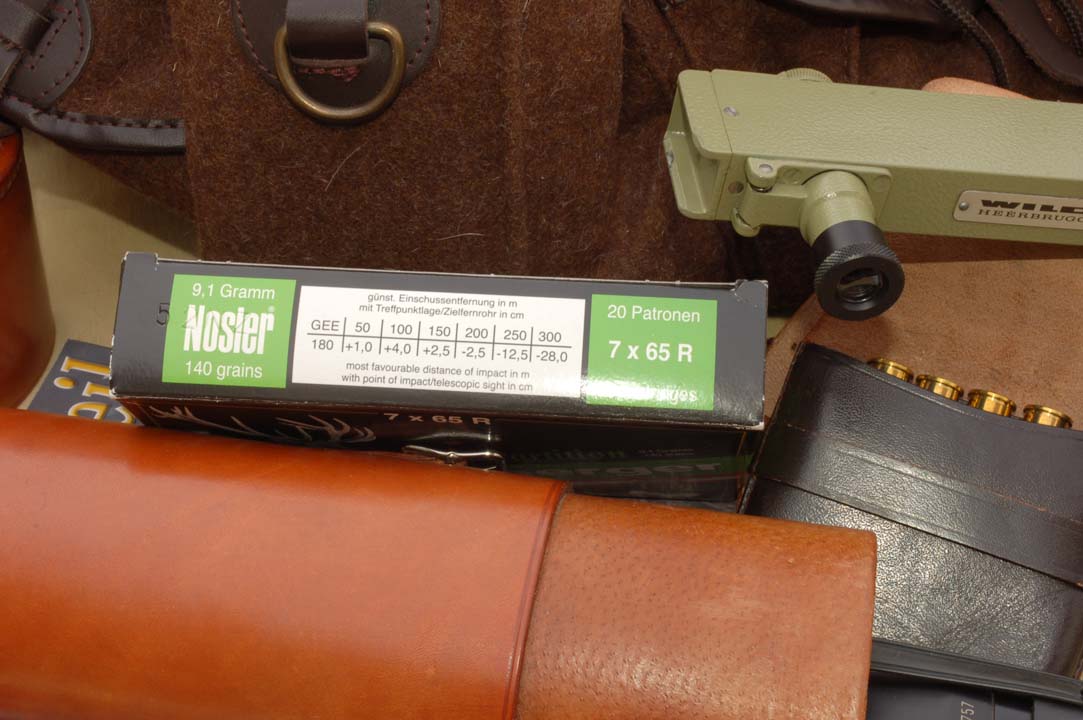 WILD
HEERBRUGG
9,1 Gramm
Nosler®
140 grains
günst. Einschussentfernung in m
mit Treffpunktlage/Zielfernrohr in cm
GEE 50 100 150 200 250 300
180 +1,0 +4,0 +2,5 -2,5 -12,5 -28,0
most favourable distance of impact in m
with point of impact/telescopic sight in cm
20 Patronen
7 x 65 R
7 x 65 R
757